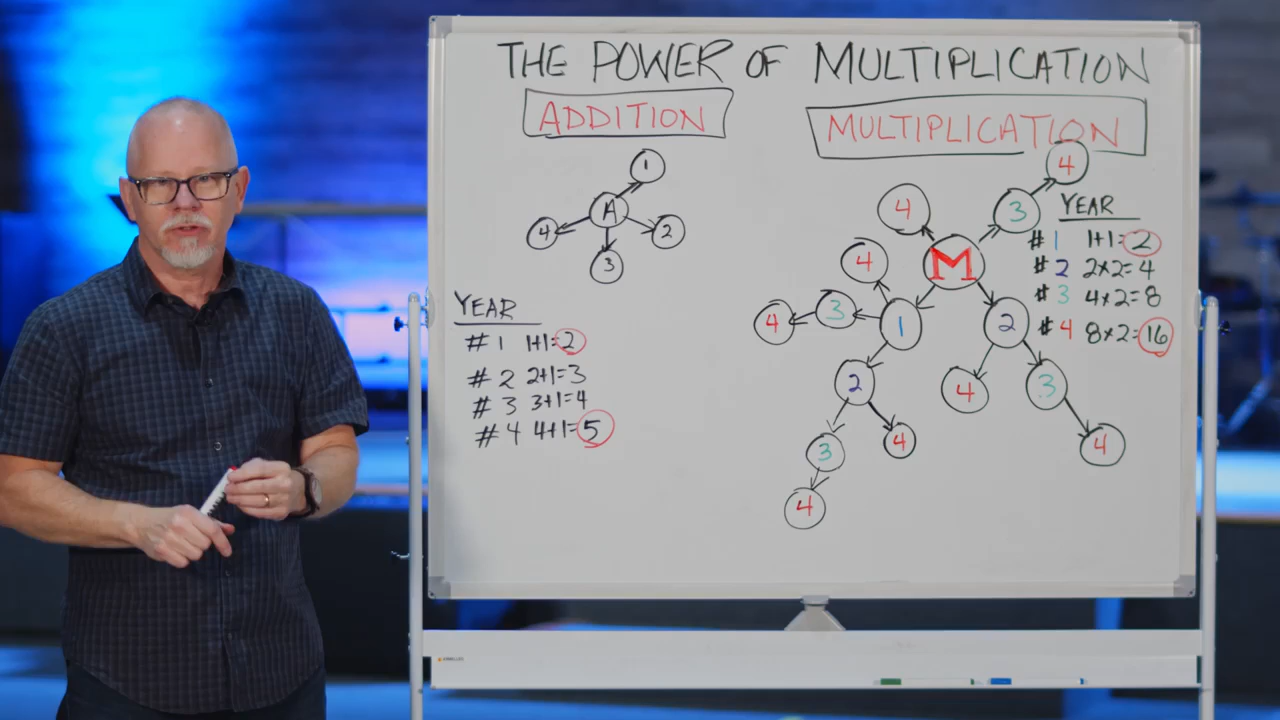 THE POWER OF MULTIPLICATION
ADDITION
1
A
4
2
3
YEAR
# 1 1+1=2
# 2 2+1=3
# 3 3+1=4
# 4 4+1=5
MULTIPLICATION
4
4
3
M
4
4
3
1
2
2
4
3
3
4
4
4
YEAR
# 1 1+1=2
# 2 2×2=4
# 3 4×2=8
# 4 8×2=16